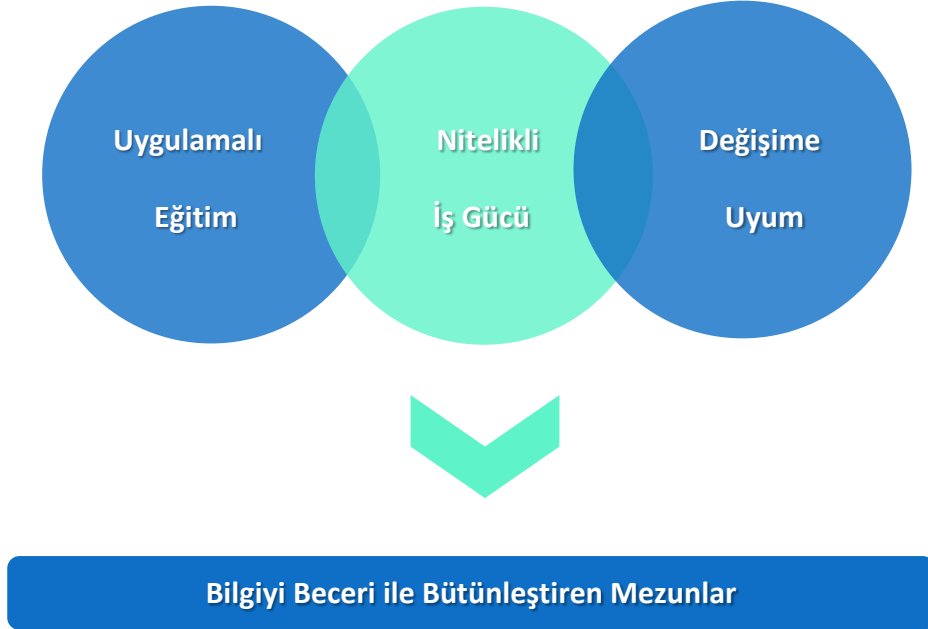 Uygulamalı
Eğitim
Nitelikli
İş Gücü
Değişime
Uyum
Bilgiyi Beceri ile Bütünleştiren Mezunlar